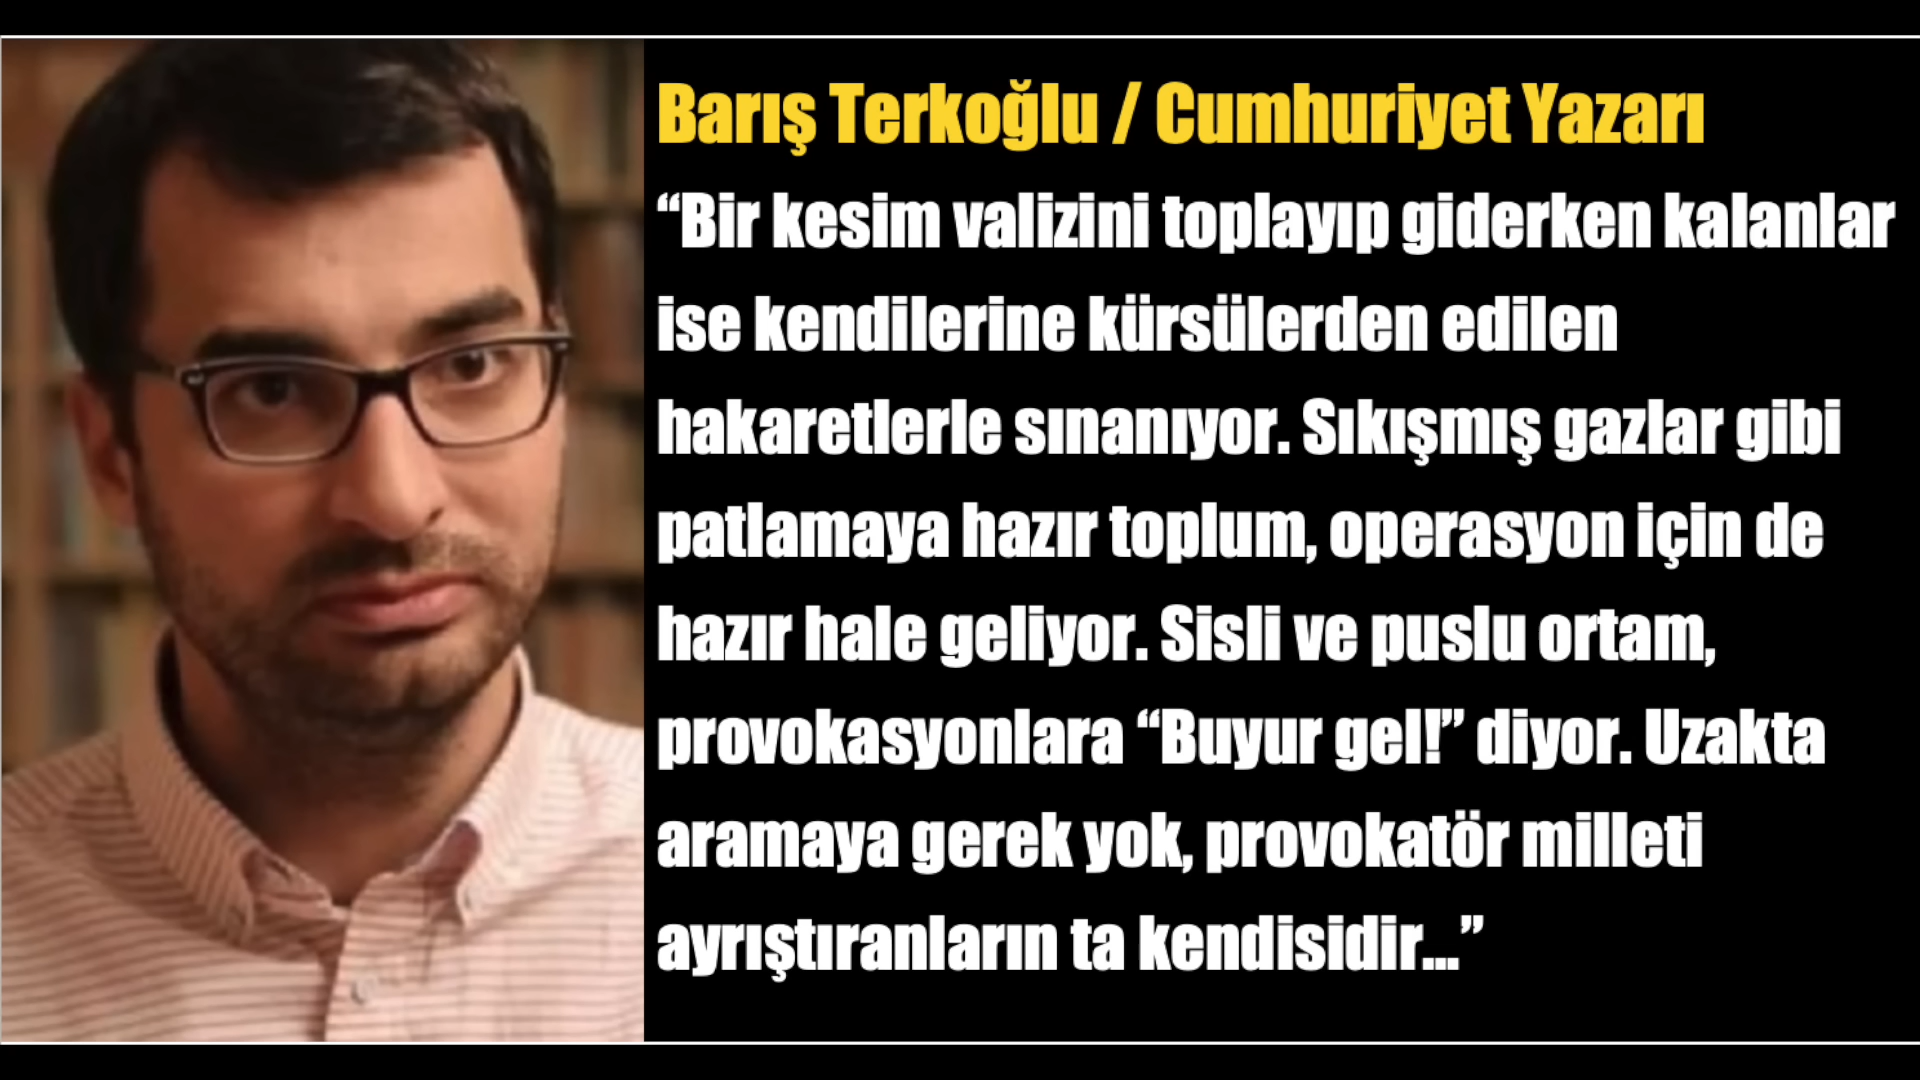 Barış Terkoğlu / Cumhuriyet Yazarı
“Bir kesim valizini toplayıp giderken kalanlar
ise kendilerine kürsülerden edilen
hakaretlerle sınanıyor. Sıkışmış gazlar gibi
patlamaya hazır toplum, operasyon için de
hazır hale geliyor. Sisli ve puslu ortam,
provokasyonlara “Buyur gel!” diyor. Uzakta
aramaya gerek yok, provokatör milleti
ayrıştıranların ta kendisidir...”